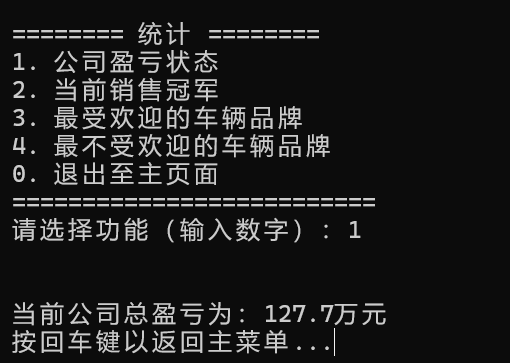 ======== 统计 ========
1. 公司盈亏状态
2. 当前销售冠军
3. 最受欢迎的车辆品牌
4. 最不受欢迎的车辆品牌
0. 退出至主页面
==========================
请选择功能（输入数字）: 1
当前公司总盈亏为: 127.7万元
按回车键以返回主菜单...